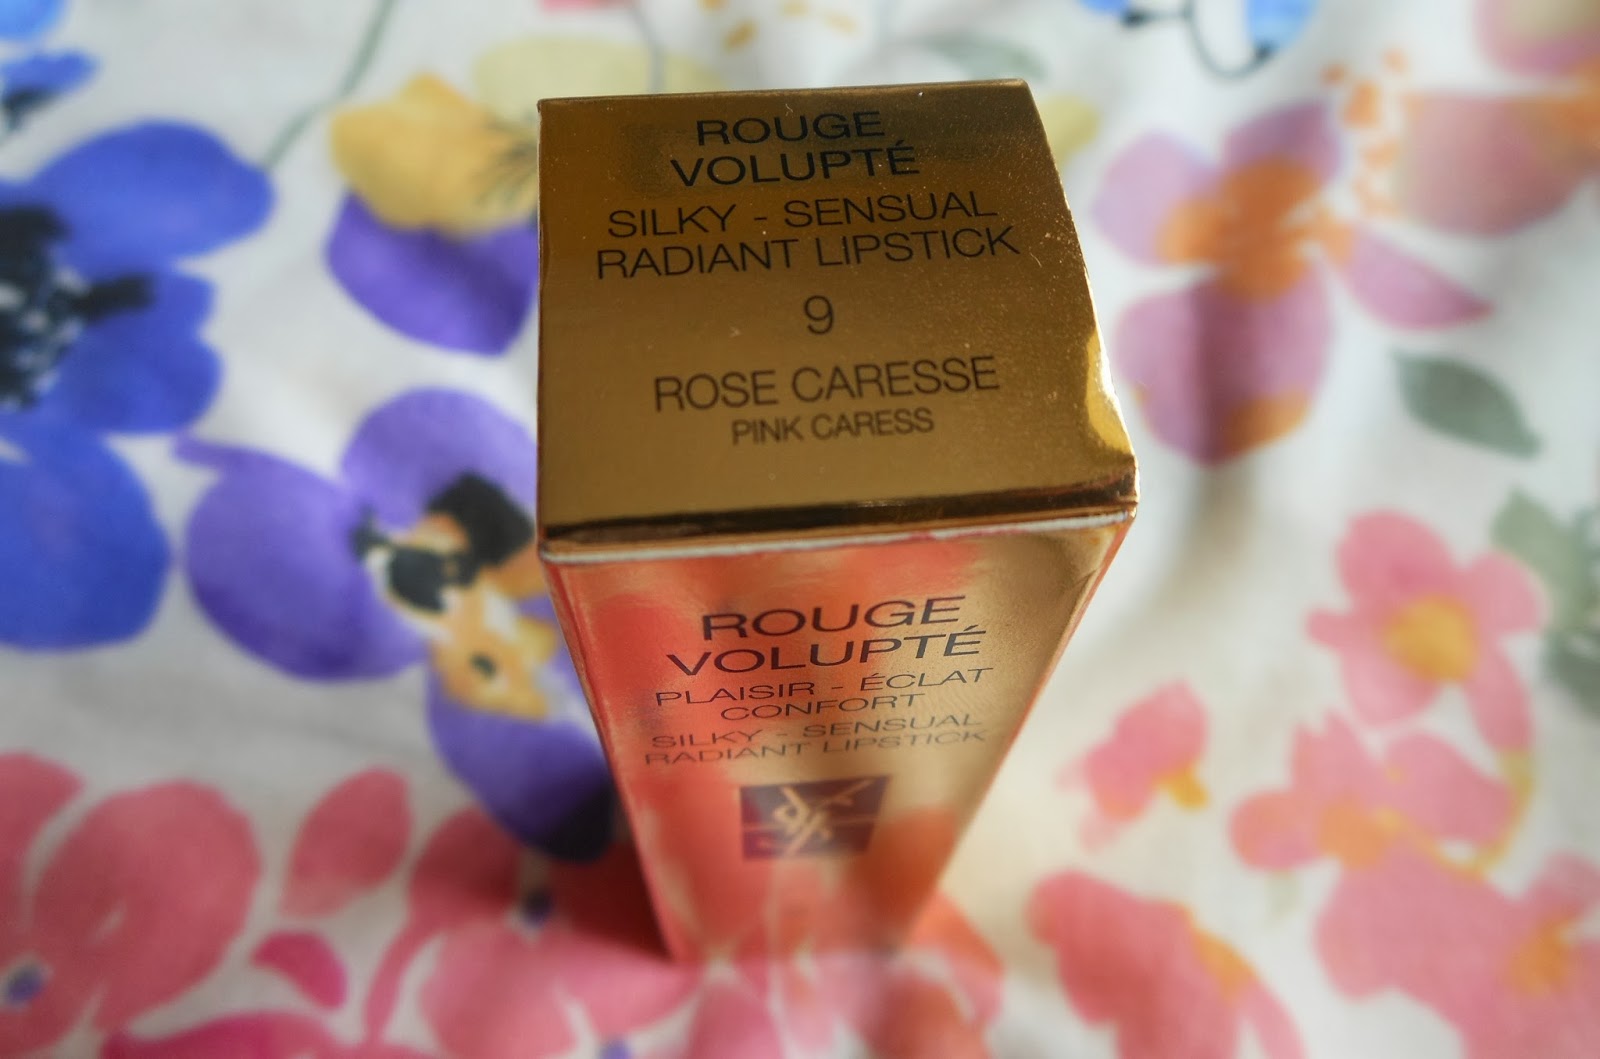 ROUGE
VOLUPTÉ
SILKY - SENSUAL
RADIANT LIPSTICK
9
ROSE CARESSE
PINK CARESS
ROUGE
VOLUPTÉ
PLAISIR - ÉCLAT
CONFORT
SILKY - SENSUAL
RADIANT LIPSTICK
YSL